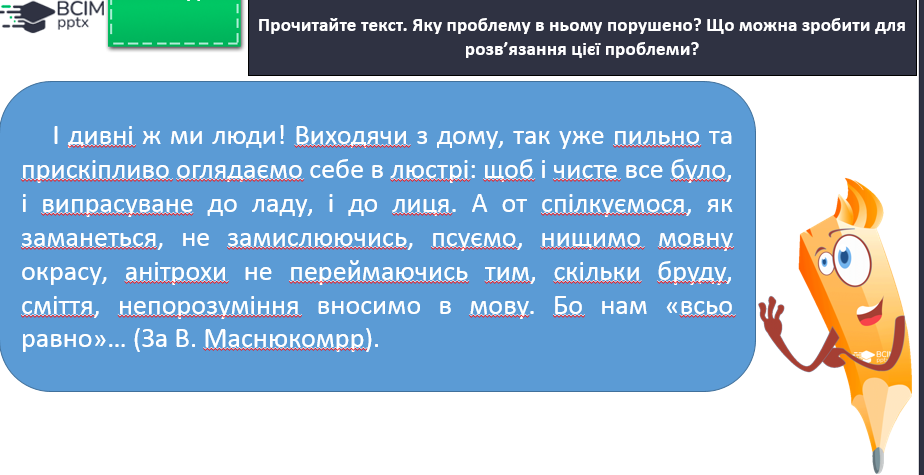 ВСІМ
pptx
Прочитайте текст. Яку проблему в ньому порушено? Що можна зробити для
розв’язання цієї проблеми?
І дивні ж ми люди! Виходячи з дому, так уже пильно та
прискіпливо оглядаємо себе в люстрі: щоб і чисте все було,
і випрасуване до ладу, і до лиця. А от спілкуємося, як
заманеться, не замислюючись, псуємо, нищимо мовну
окрасу, анітрохи не переймаючись тим, скільки бруду,
сміття, непорозуміння вносимо в мову. Бо нам «всьо
равно»... (За В. Маснюкомрр).
ВСІМ
pptx